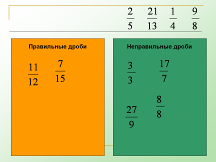 2/5 21/13 1/4 9/8
Правильные дроби
Неправильные дроби
11/12 7/15
3/3 17/7
27/9 8/8